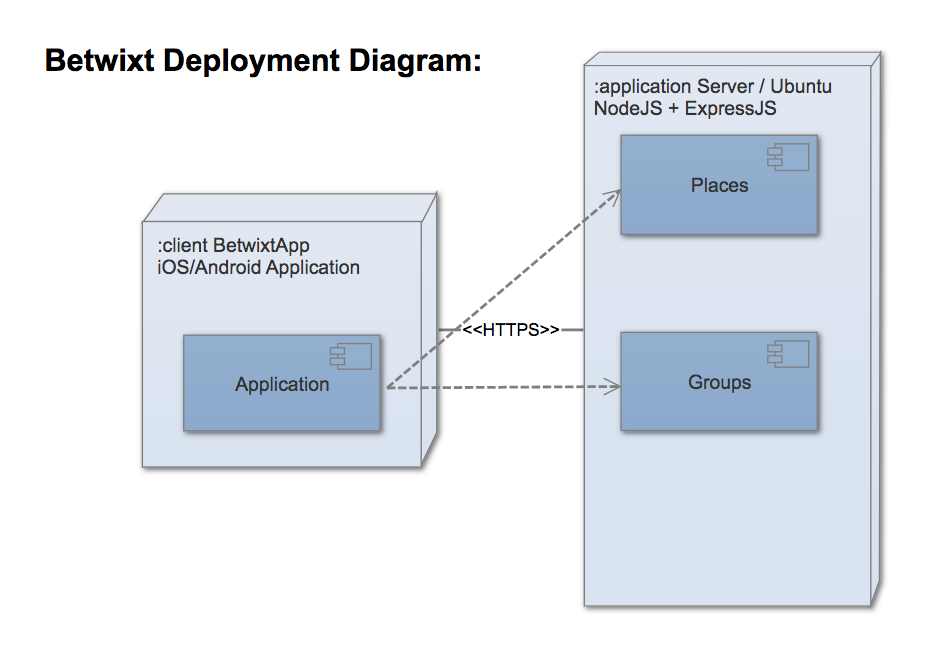 Betwixt Deployment Diagram:
:application Server / Ubuntu
NodeJS + ExpressJS
Places
:client BetwixtApp
iOS/Android Application
<<HTTPS>>
Application
Groups